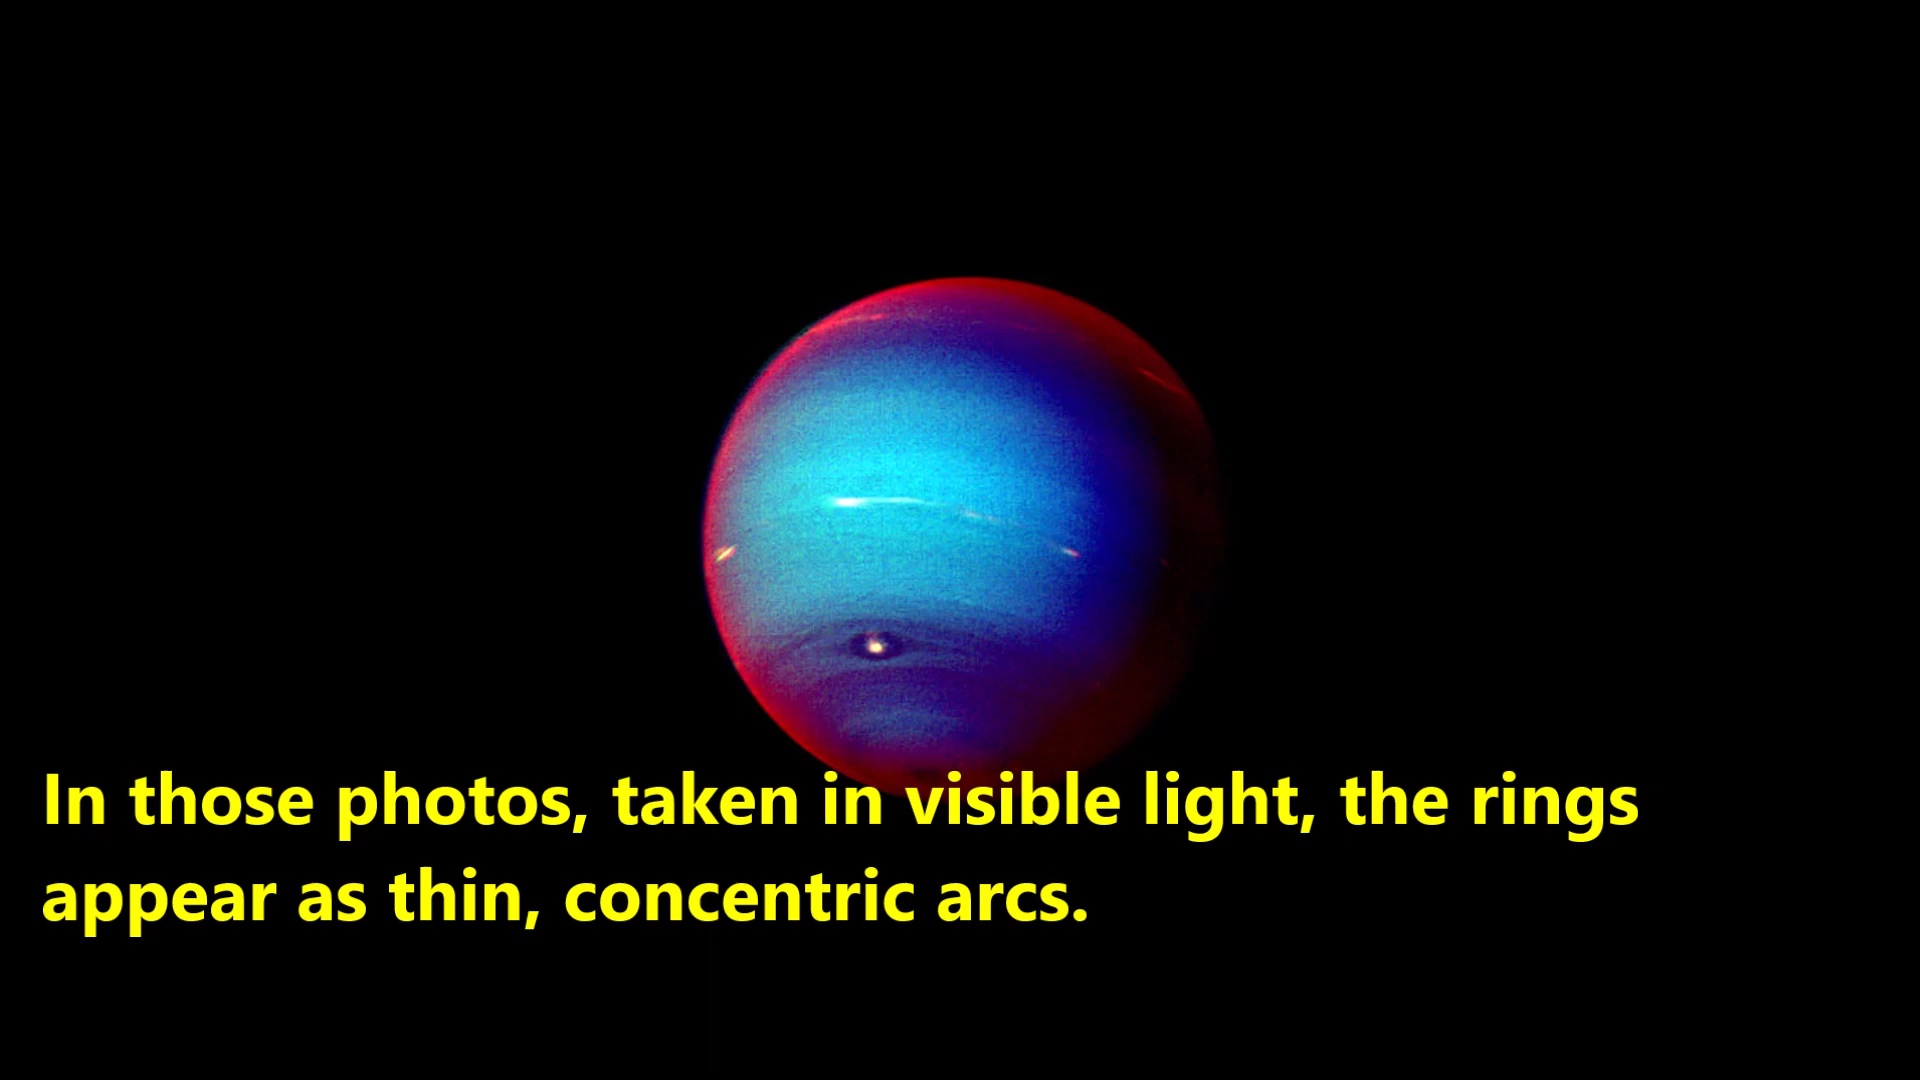 In those photos, taken in visible light, the rings
appear as thin, concentric arcs.